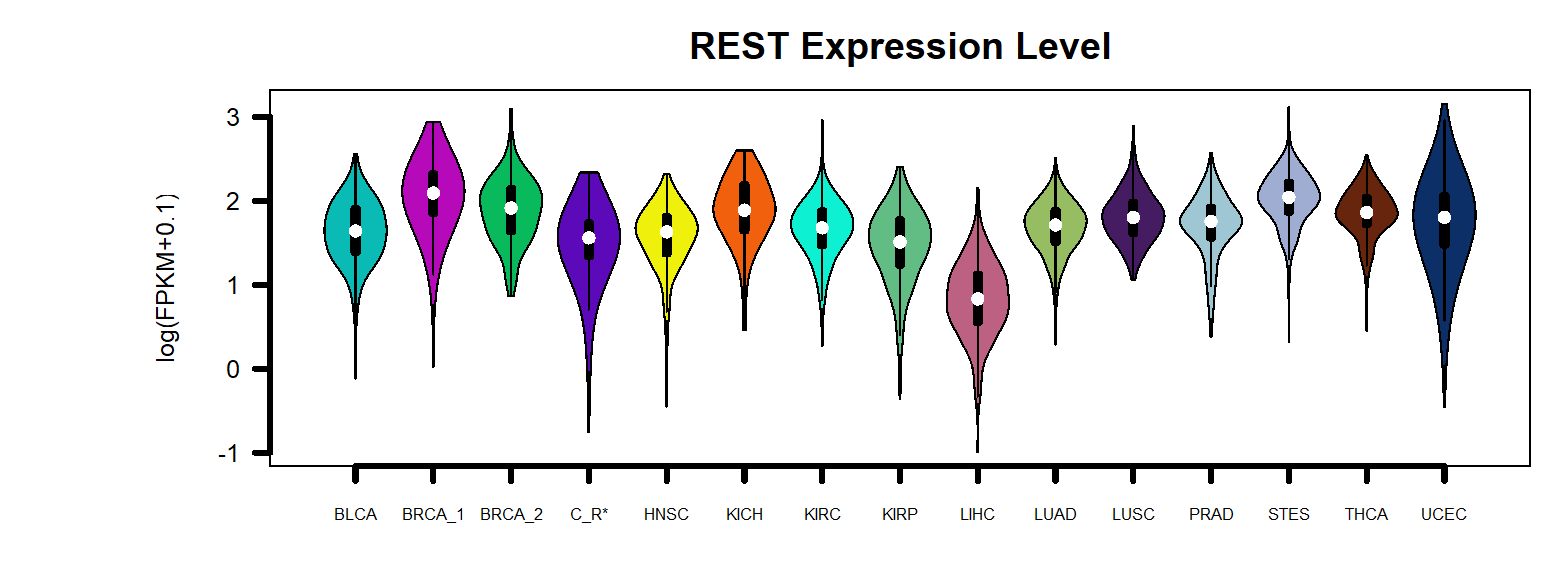 REST Expression Level
log(FPKM+0.1)
3
2
1
0
-1
BLCA BRCA_1 BRCA_2 C_R* HNSC KICH KIRC KIRP LIHC LUAD LUSC PRAD STES THCA UCEC